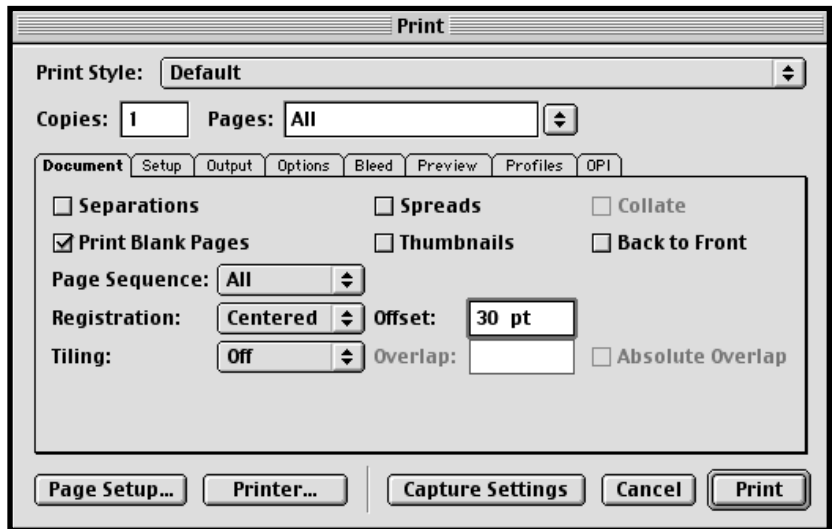 Print
Print Style: Default
Copies: 1 Pages: All
Document Setup Output Options Bleed Preview Profiles OPI
Separations Spreads Collate
Print Blank Pages Thumbnails Back to Front
Page Sequence: All
Registration: Centered Offset: 30 pt
Tiling: Off Overlap: Absolute Overlap
Page Setup... Printer... Capture Settings Cancel Print